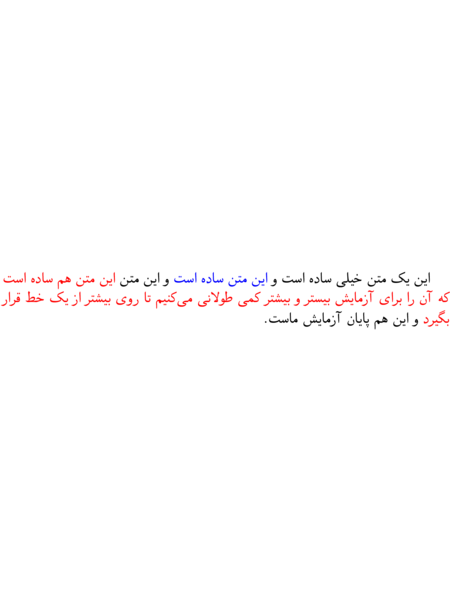 این یک متن خیلی ساده است و این متن ساده است و این متن این متن هم ساده است
که آن را برای آزمایش بیستر و بیشتر کمی طولانی می‌کنیم تا روی بیشتر از یک خط قرار
بگیرد و این هم پایان آزمایش ماست.